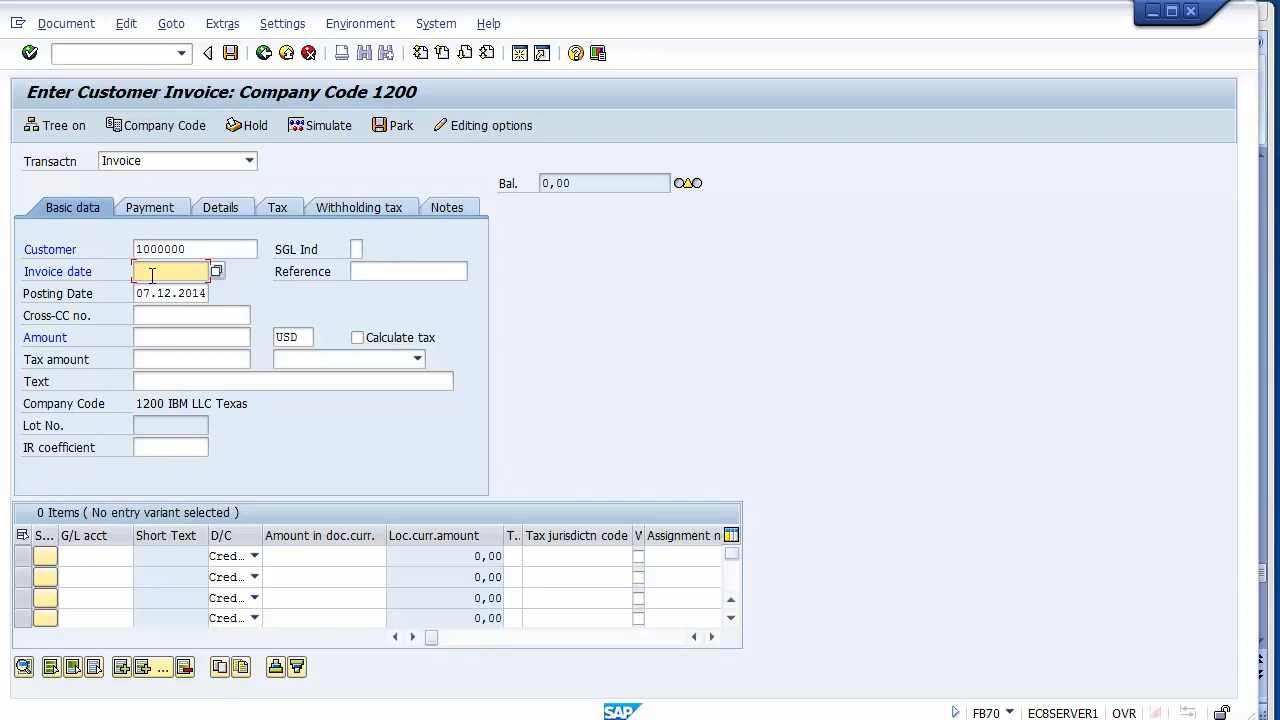 Document Edit Goto Extras Settings Environment System Help
Enter Customer Invoice: Company Code 1200
Tree on Company Code Hold Simulate Park Editing options
Transactn Invoice
Bal. 0,00
Basic data Payment Details Tax Withholding tax Notes
Customer 1000000 SGL Ind
Invoice date Reference
Posting Date 07.12.2014
Cross-CC no.
Amount USD Calculate tax
Tax amount
Text
Company Code 1200 IBM LLC Texas
Lot No.
IR coefficient
0 Items ( No entry variant selected )
S... G/L acct Short Text D/C Amount in doc.curr. Loc.curr.amount T.. Tax jurisdictn code W Assignment n
Cred... 0,00
Cred... 0,00
Cred... 0,00
Cred... 0,00
...
SAP FB70 EC8SERVER1 OVR